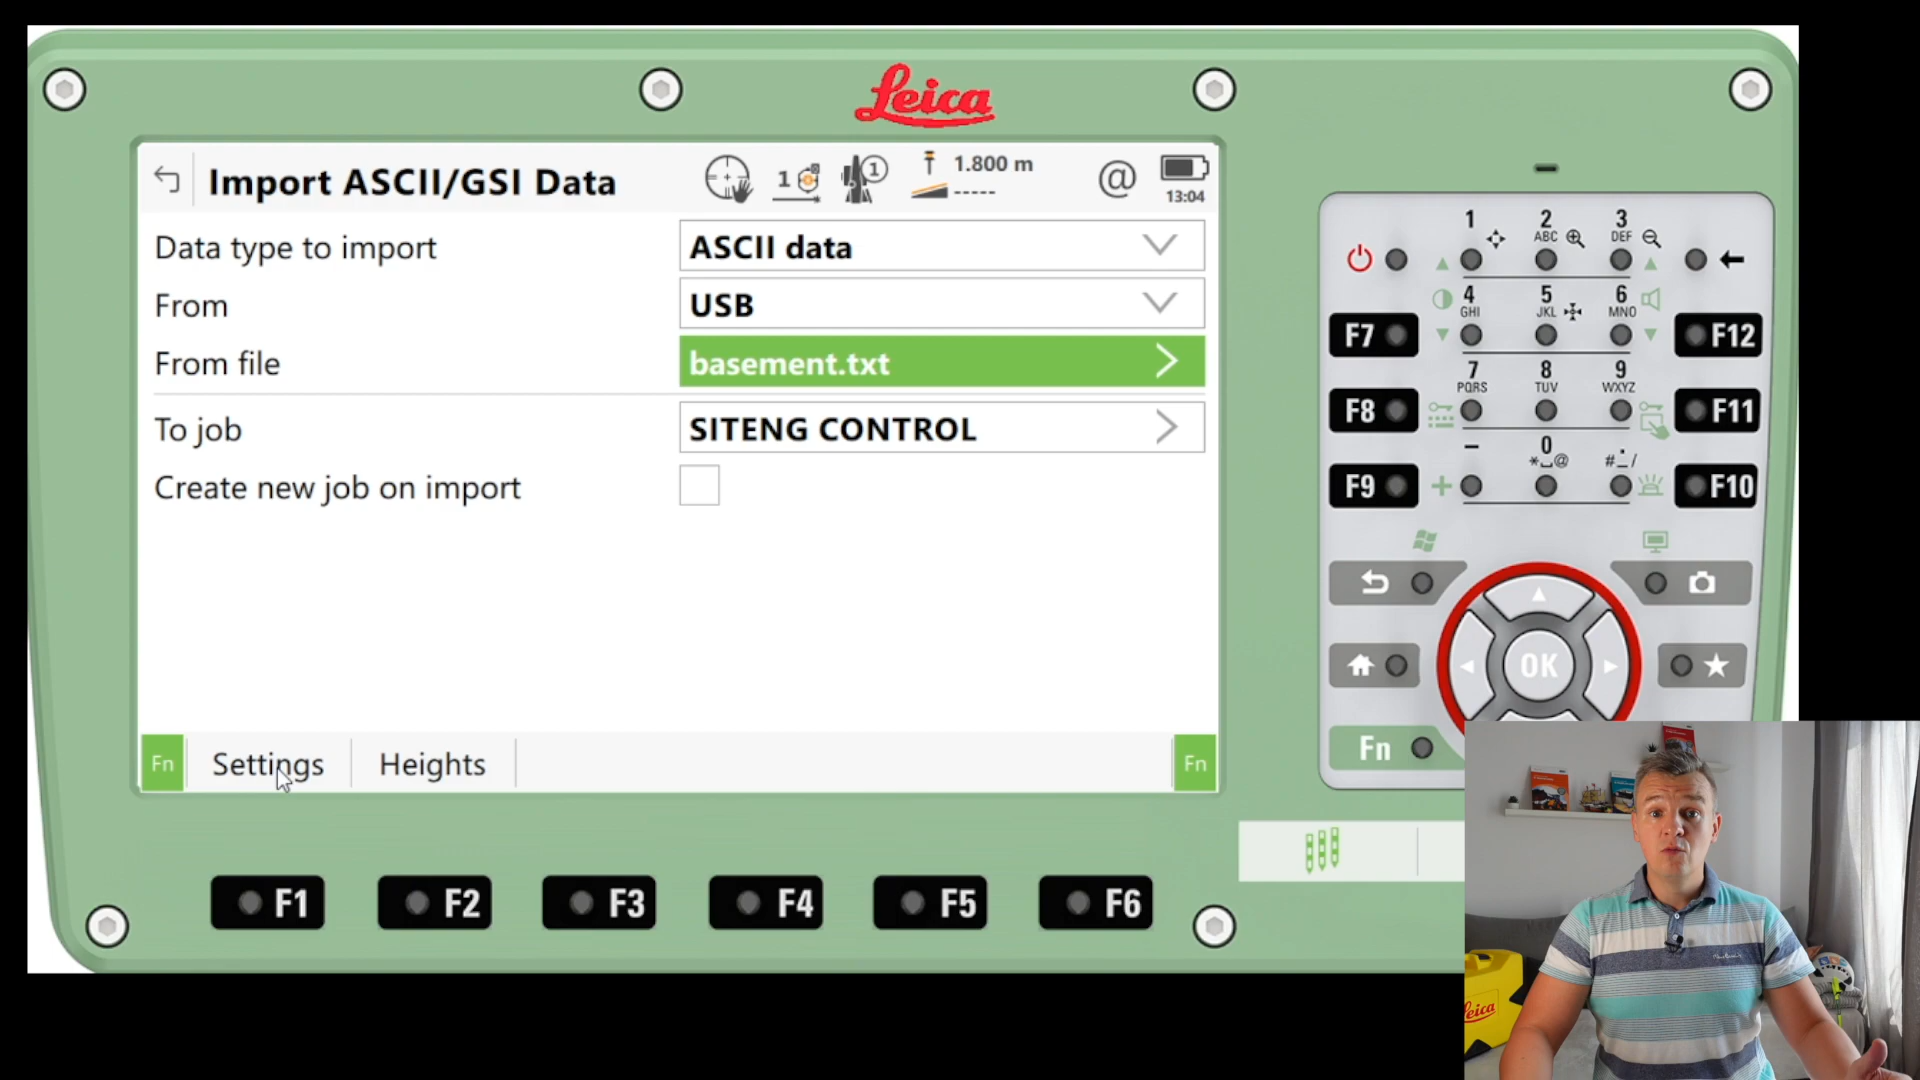 Leica
Import ASCII/GSI Data
1
1
1.800 m
-----
@
13:04
Data type to import
ASCII data
From
USB
From file
basement.txt
To job
SITENG CONTROL
Create new job on import
Fn
Settings
Heights
Fn
F1
F2
F3
F4
F5
F6
1
2
ABC
3
DEF
4
GHI
5
JKL
6
MNO
7
PQRS
8
TUV
9
WXYZ
-
0
*⎵@
#./
F7
F8
F9
F12
F11
F10
OK
Fn
Leica